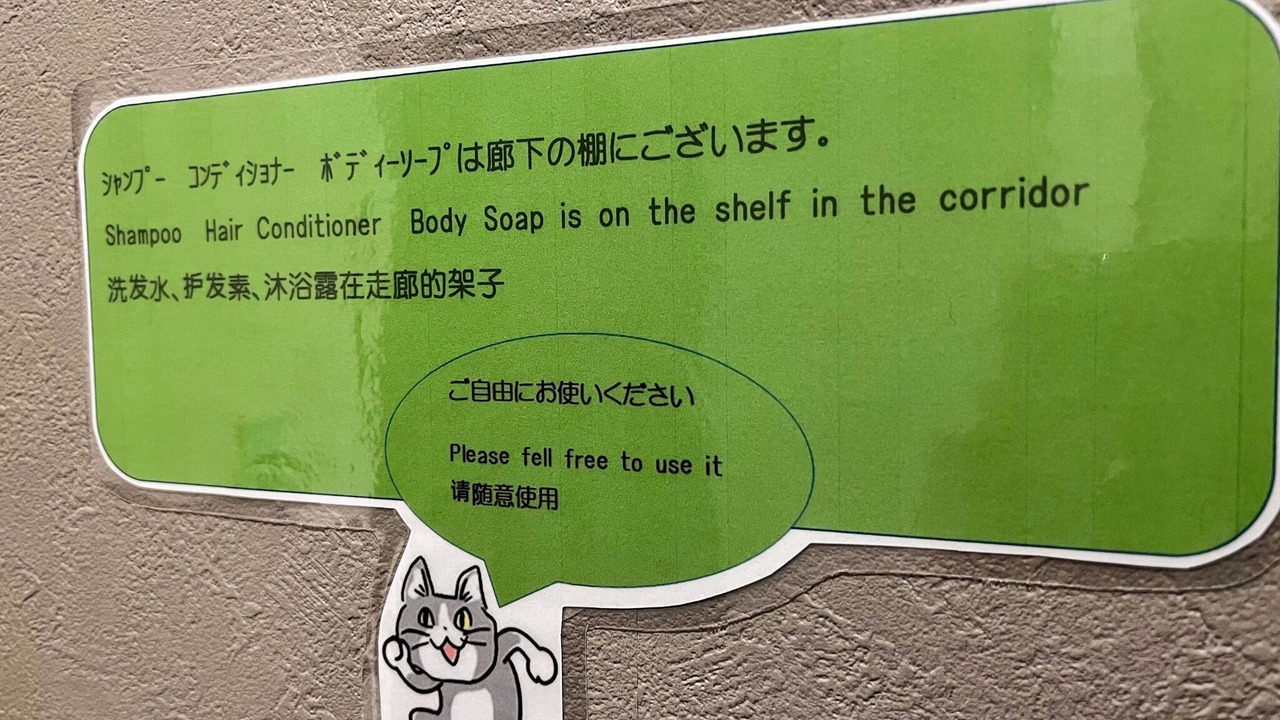 ｼｬﾝﾌﾟｰ　ｺﾝﾃﾞｨｼｮﾅｰ　ﾎﾞﾃﾞｨｰｿｰﾌﾟは廊下の棚にございます。
Shampoo　Hair Conditioner　Body Soap is on the shelf in the corridor
洗发水、护发素、沐浴露在走廊的架子
ご自由にお使いください
Please fell free to use it
请随意使用